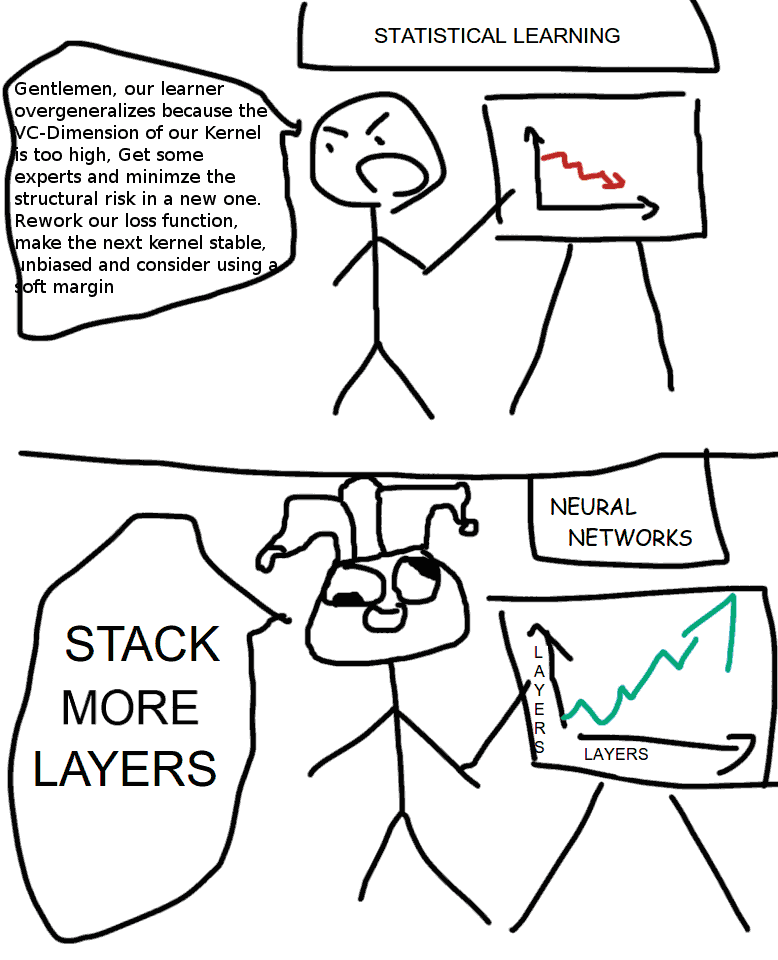 STATISTICAL LEARNING
Gentlemen, our learner
overgeneralizes because the
VC-Dimension of our Kernel
is too high, Get some
experts and minimze the
structural risk in a new one.
Rework our loss function,
make the next kernel stable,
unbiased and consider using a
soft margin
NEURAL
NETWORKS
STACK
MORE
LAYERS
LAYERS
LAYERS